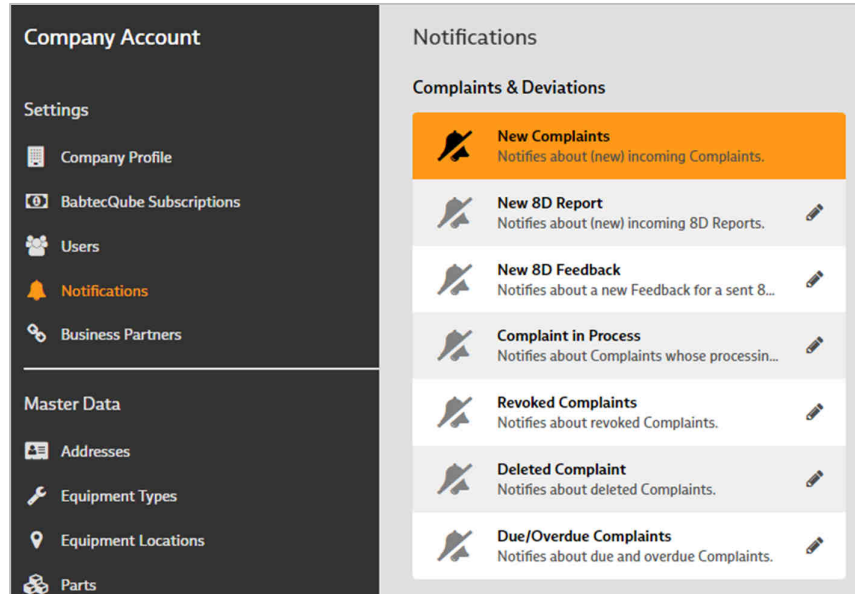 Company Account
Settings
Company Profile
BabtecQube Subscriptions
Users
Notifications
Business Partners
Master Data
Addresses
Equipment Types
Equipment Locations
Parts
Notifications
Complaints & Deviations
New Complaints
Notifies about (new) incoming Complaints.
New 8D Report
Notifies about (new) incoming 8D Reports.
New 8D Feedback
Notifies about a new Feedback for a sent 8...
Complaint in Process
Notifies about Complaints whose processin...
Revoked Complaints
Notifies about revoked Complaints.
Deleted Complaint
Notifies about deleted Complaints.
Due/Overdue Complaints
Notifies about due and overdue Complaints.